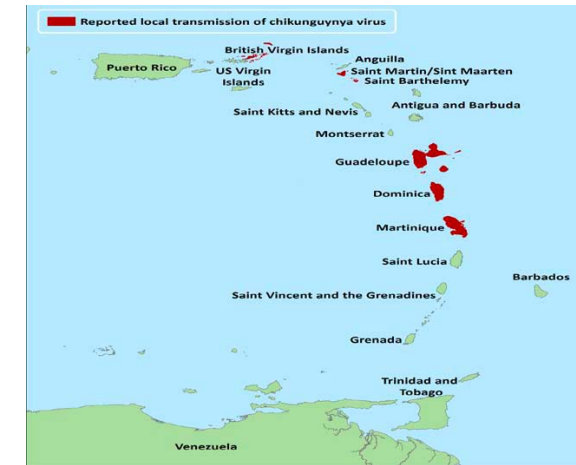 Reported local transmission of chikunguynya virus
British Virgin Islands
Puerto Rico
US Virgin
Islands
Anguilla
Saint Martin/Sint Maarten
Saint Barthelemy
Saint Kitts and Nevis
Antigua and Barbuda
Montserrat
Guadeloupe
Dominica
Martinique
Saint Lucia
Barbados
Saint Vincent and the Grenadines
Grenada
Trinidad and
Tobago
Venezuela